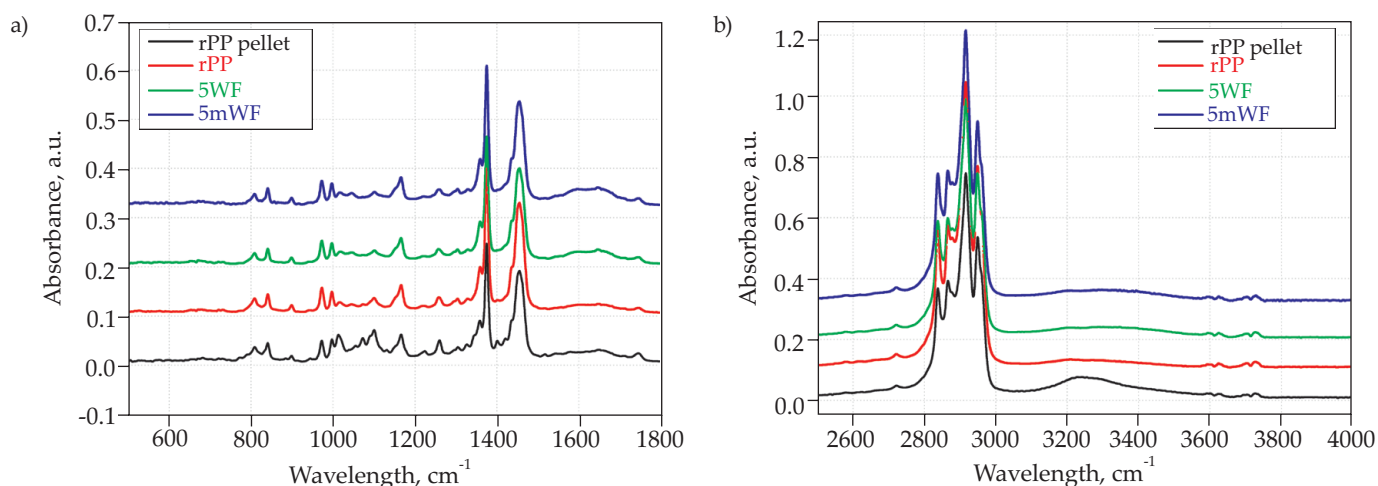 a)
Absorbance, a.u.
0.7
0.6
0.5
0.4
0.3
0.2
0.1
0.0
-0.1
rPP pellet
rPP
5WF
5mWF
600 800 1000 1200 1400 1600 1800
Wavelength, cm-1
b)
Absorbance, a.u.
1.2
1.0
0.8
0.6
0.4
0.2
0.0
rPP pellet
rPP
5WF
5mWF
2600 2800 3000 3200 3400 3600 3800 4000
Wavelength, cm-1